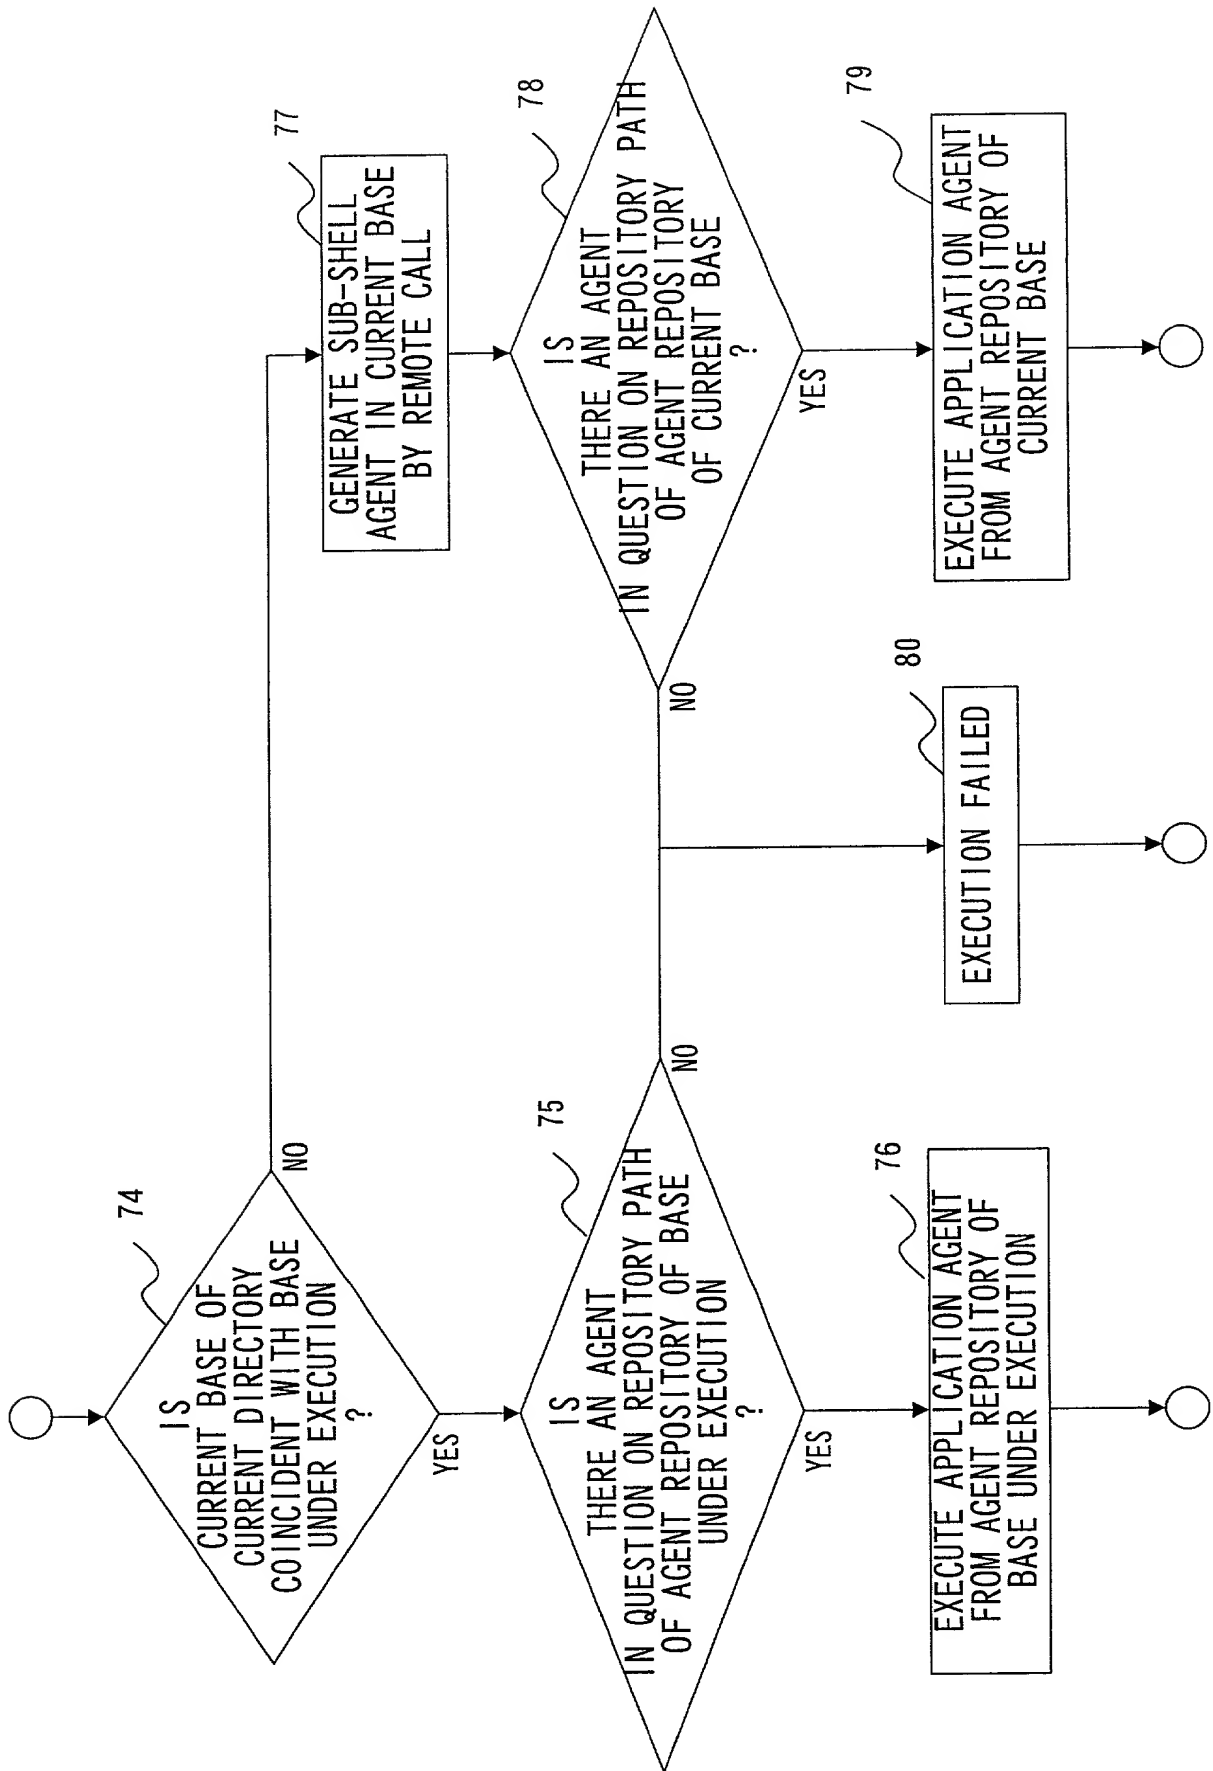 74
IS
CURRENT BASE OF
CURRENT DIRECTORY
COINCIDENT WITH BASE
UNDER EXECUTION
?
NO
YES
77
GENERATE SUB-SHELL
AGENT IN CURRENT BASE
BY REMOTE CALL
75
IS
THERE AN AGENT
IN QUESTION ON REPOSITORY PATH
OF AGENT REPOSITORY OF BASE
UNDER EXECUTION
?
NO
YES
78
IS
THERE AN AGENT
IN QUESTION ON REPOSITORY PATH
OF AGENT REPOSITORY
OF CURRENT BASE
?
NO
YES
76
EXECUTE APPLICATION AGENT
FROM AGENT REPOSITORY OF
BASE UNDER EXECUTION
80
EXECUTION FAILED
79
EXECUTE APPLICATION AGENT
FROM AGENT REPOSITORY OF
CURRENT BASE